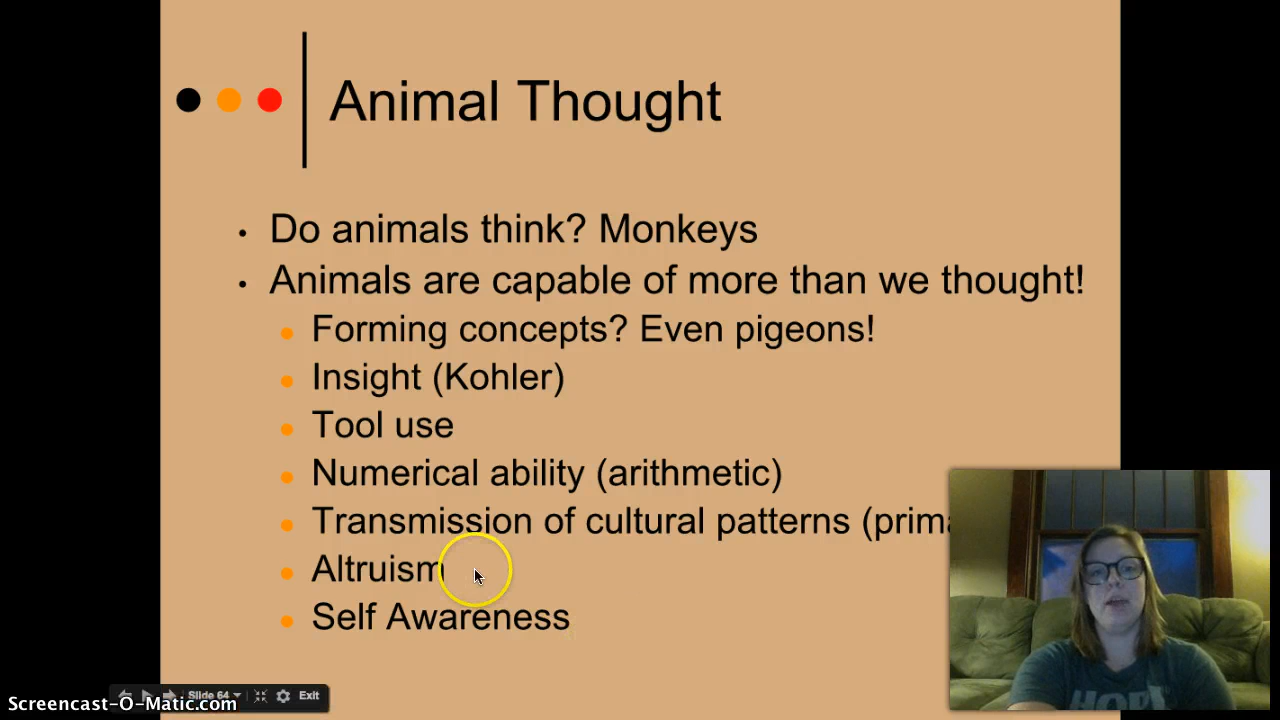 Animal Thought
• Do animals think? Monkeys
• Animals are capable of more than we thought!
● Forming concepts? Even pigeons!
● Insight (Kohler)
● Tool use
● Numerical ability (arithmetic)
● Transmission of cultural patterns (prima
● Altruism
● Self Awareness
HOPE
Slide 64
Exit
Screencast-O-Matic.com